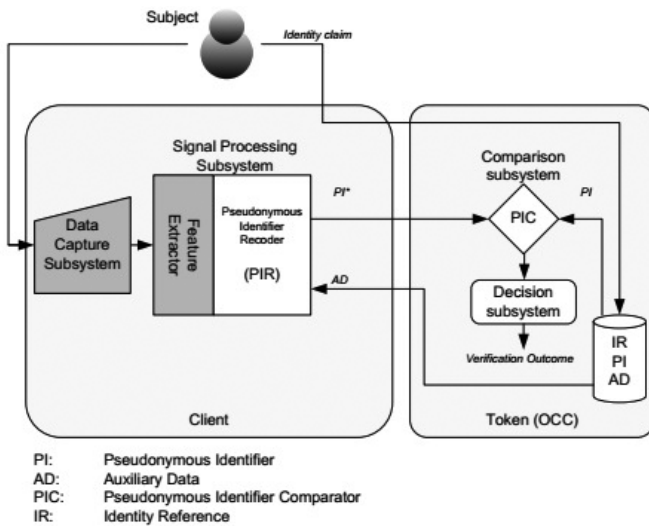 Subject
Identity claim
Signal Processing
Subsystem
Comparison
subsystem
PI*
PI
Data
Capture
Subsystem
Feature
Extractor
Pseudonymous
Identifier
Recoder
(PIR)
PIC
AD
Decision
subsystem
Verification Outcome
IR
PI
AD
Client
Token (OCC)
PI: Pseudonymous Identifier
AD: Auxiliary Data
PIC: Pseudonymous Identifier Comparator
IR: Identity Reference